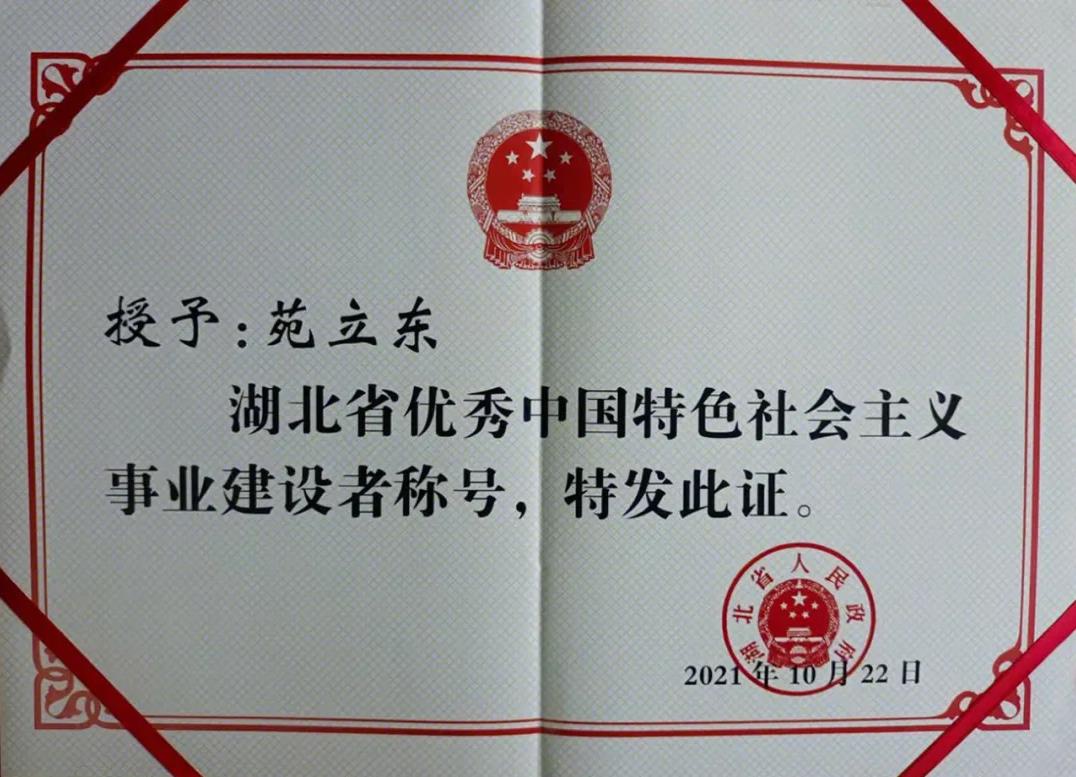 授予：苑立东
湖北省优秀中国特色社会主义
事业建设者称号，特发此证。
湖北省人民政府
2021年10月22日